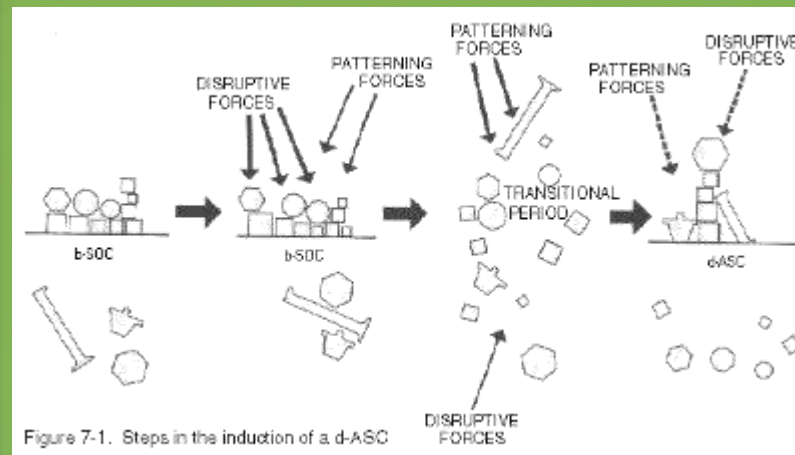 DISRUPTIVE
FORCES
PATTERNING
FORCES
PATTERNING
FORCES
PATTERNING
FORCES
DISRUPTIVE
FORCES
TRANSITIONAL
PERIOD
b-SOC
b-SOC
d-ASC
DISRUPTIVE
FORCES
Figure 7-1. Steps in the induction of a d-ASC